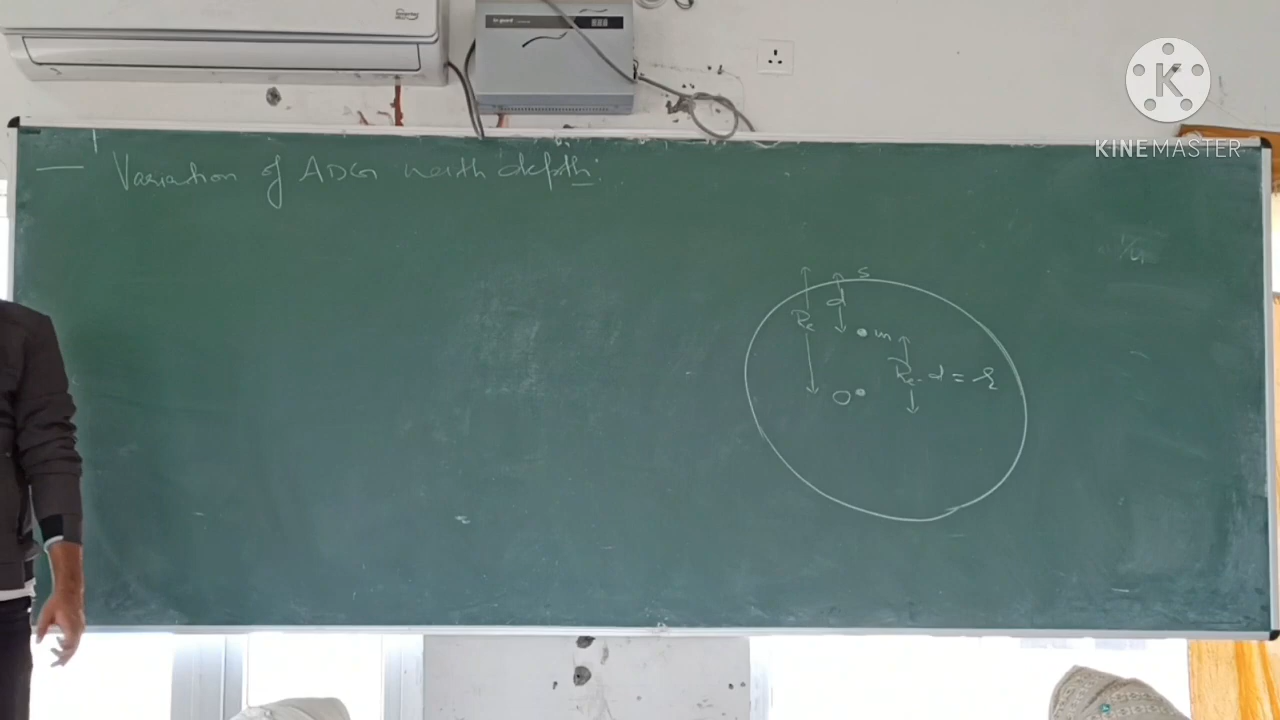 Variation of ADG with depth:
S
d
Re
m
Re-d = r
O
KINEMASTER
K